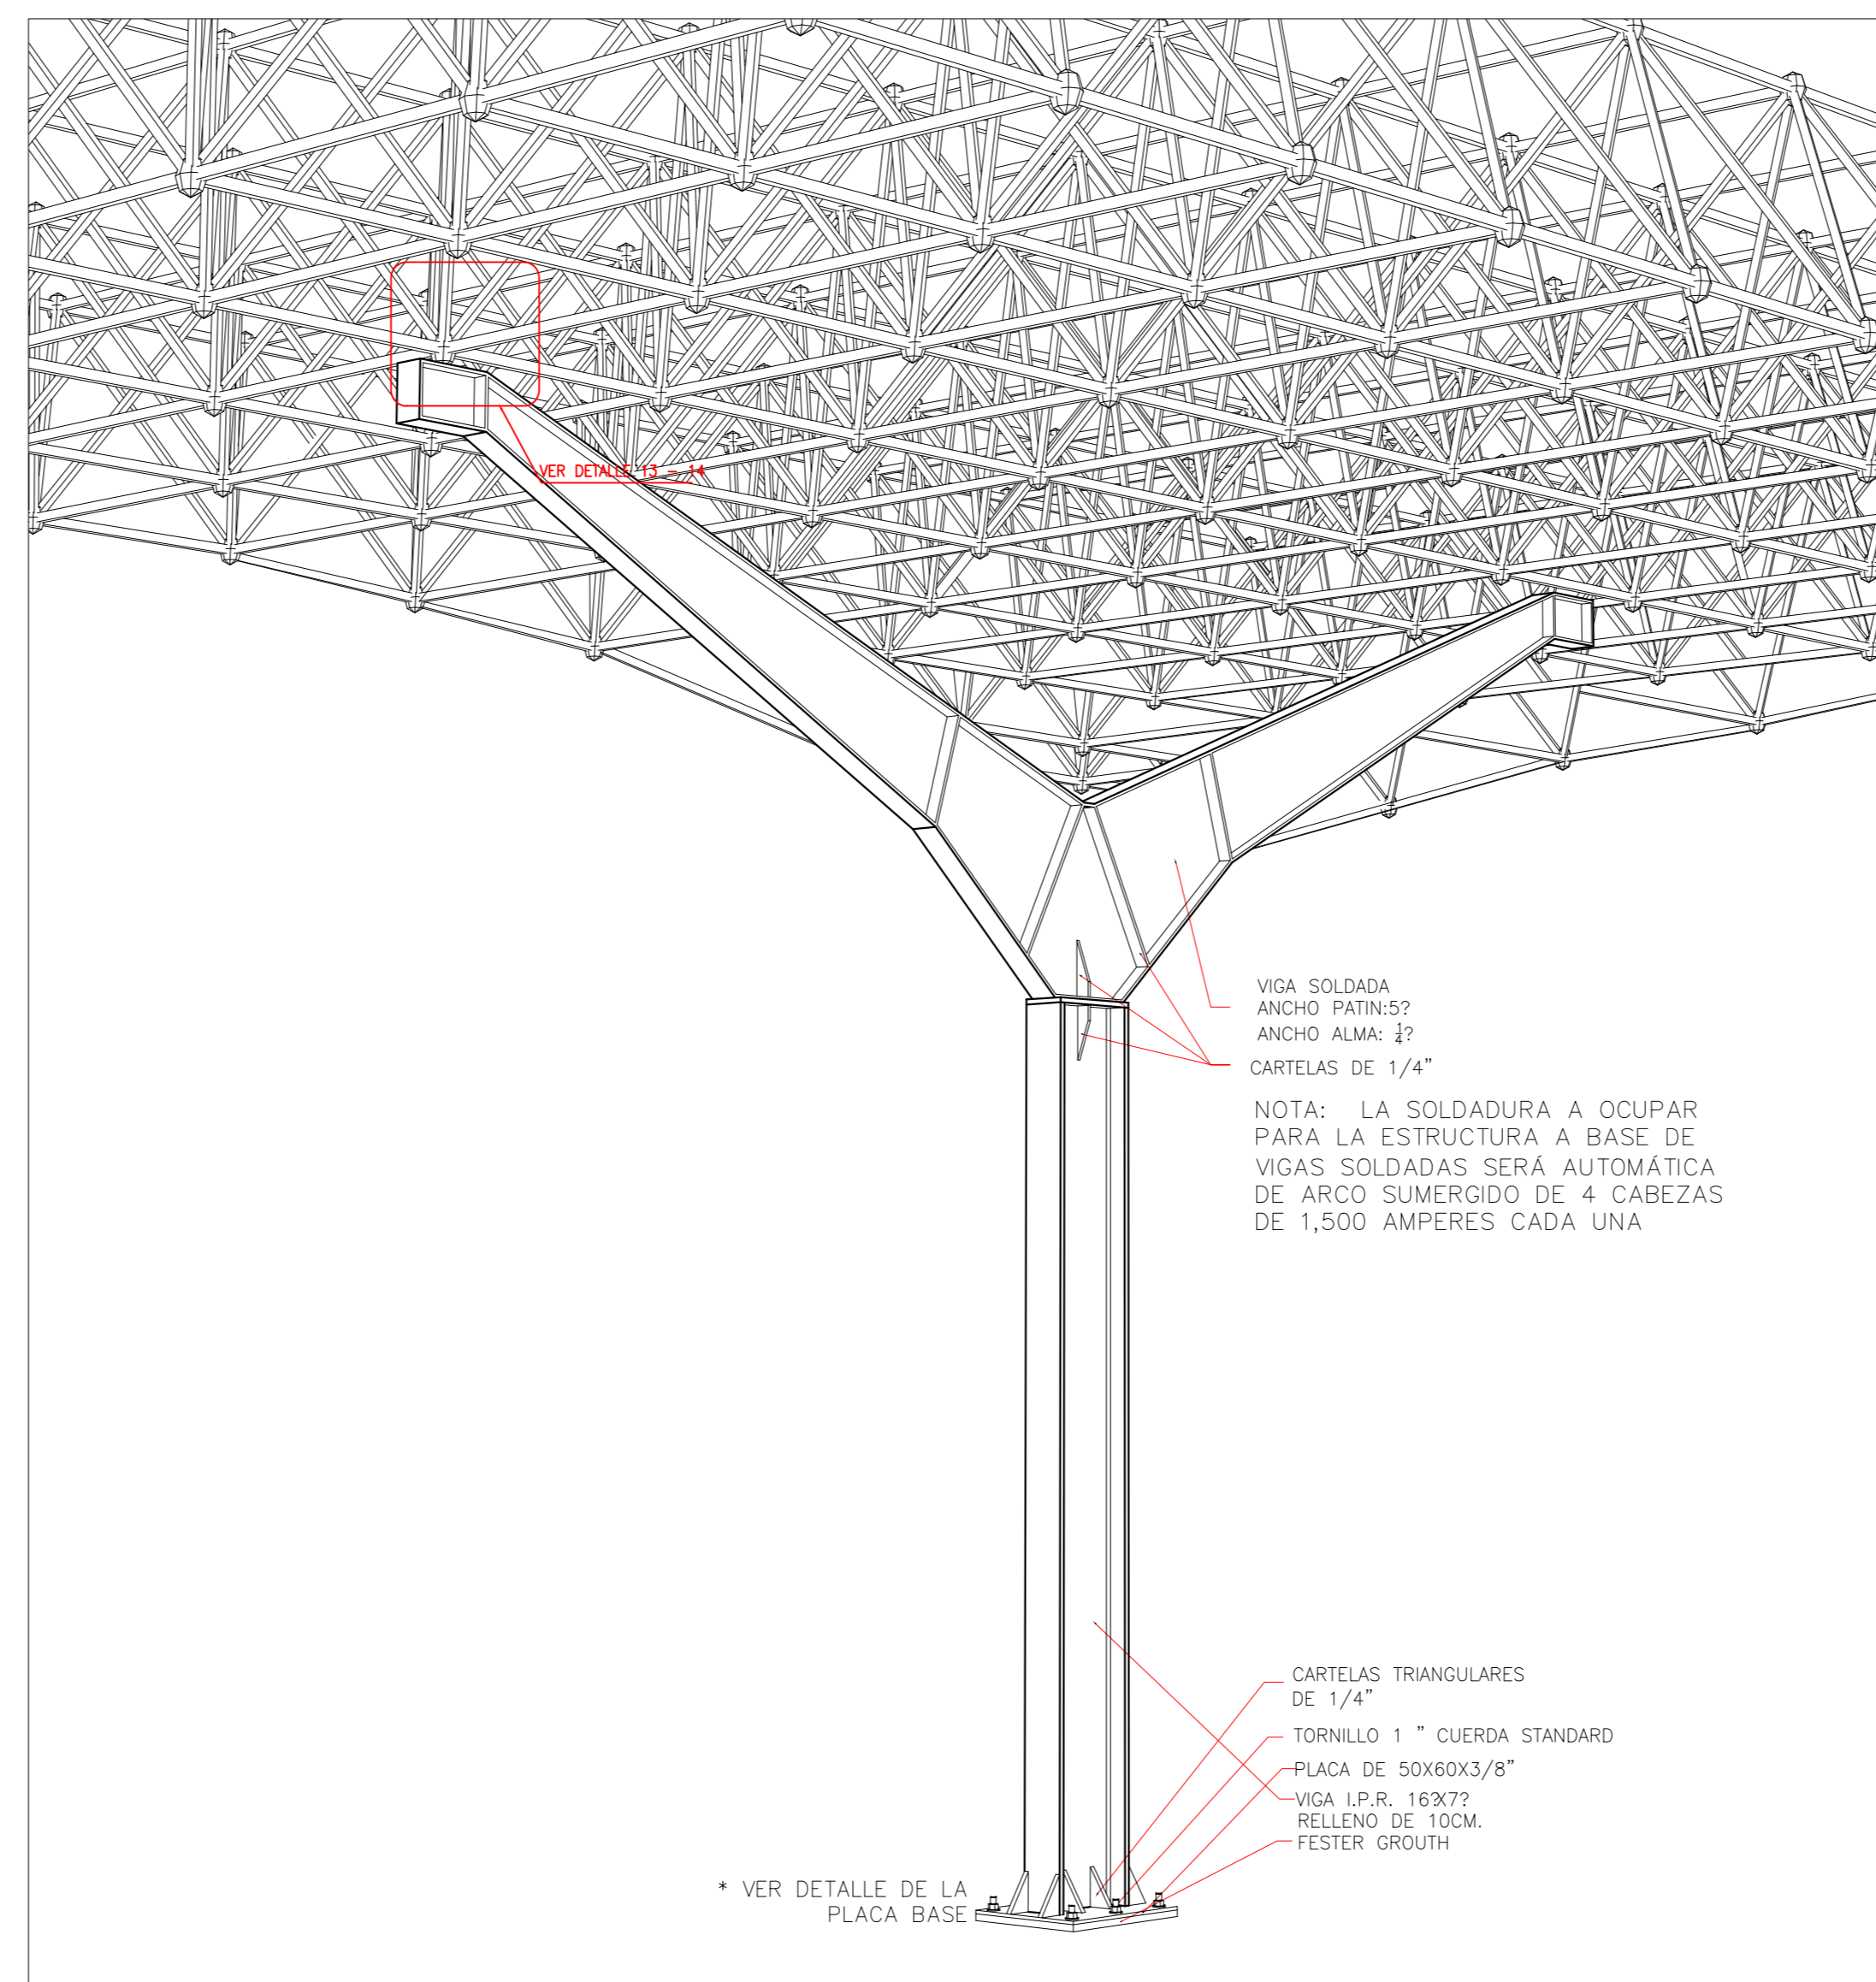 VER DETALLE 13 - 14
VIGA SOLDADA
ANCHO PATIN:5?
ANCHO ALMA: 1/4?
CARTELAS DE 1/4”
NOTA: LA SOLDADURA A OCUPAR
PARA LA ESTRUCTURA A BASE DE
VIGAS SOLDADAS SERÁ AUTOMÁTICA
DE ARCO SUMERGIDO DE 4 CABEZAS
DE 1,500 AMPERES CADA UNA
CARTELAS TRIANGULARES
DE 1/4”
TORNILLO 1 ” CUERDA STANDARD
PLACA DE 50X60X3/8”
VIGA I.P.R. 16?X7?
RELLENO DE 10CM.
FESTER GROUTH
* VER DETALLE DE LA
PLACA BASE